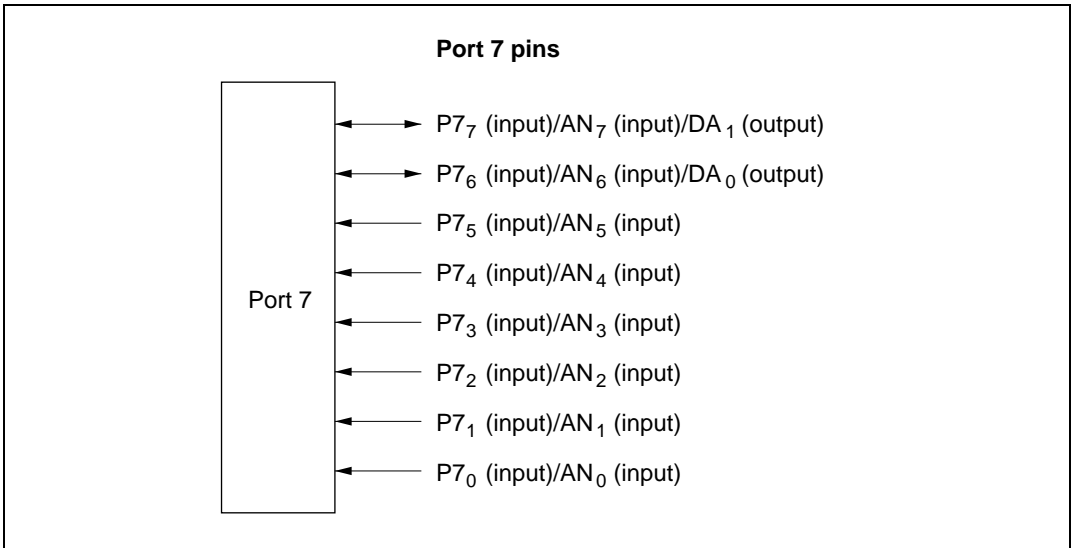 Port 7 pins
P7₇ (input)/AN₇ (input)/DA₁ (output)
P7₆ (input)/AN₆ (input)/DA₀ (output)
P7₅ (input)/AN₅ (input)
P7₄ (input)/AN₄ (input)
Port 7
P7₃ (input)/AN₃ (input)
P7₂ (input)/AN₂ (input)
P7₁ (input)/AN₁ (input)
P7₀ (input)/AN₀ (input)